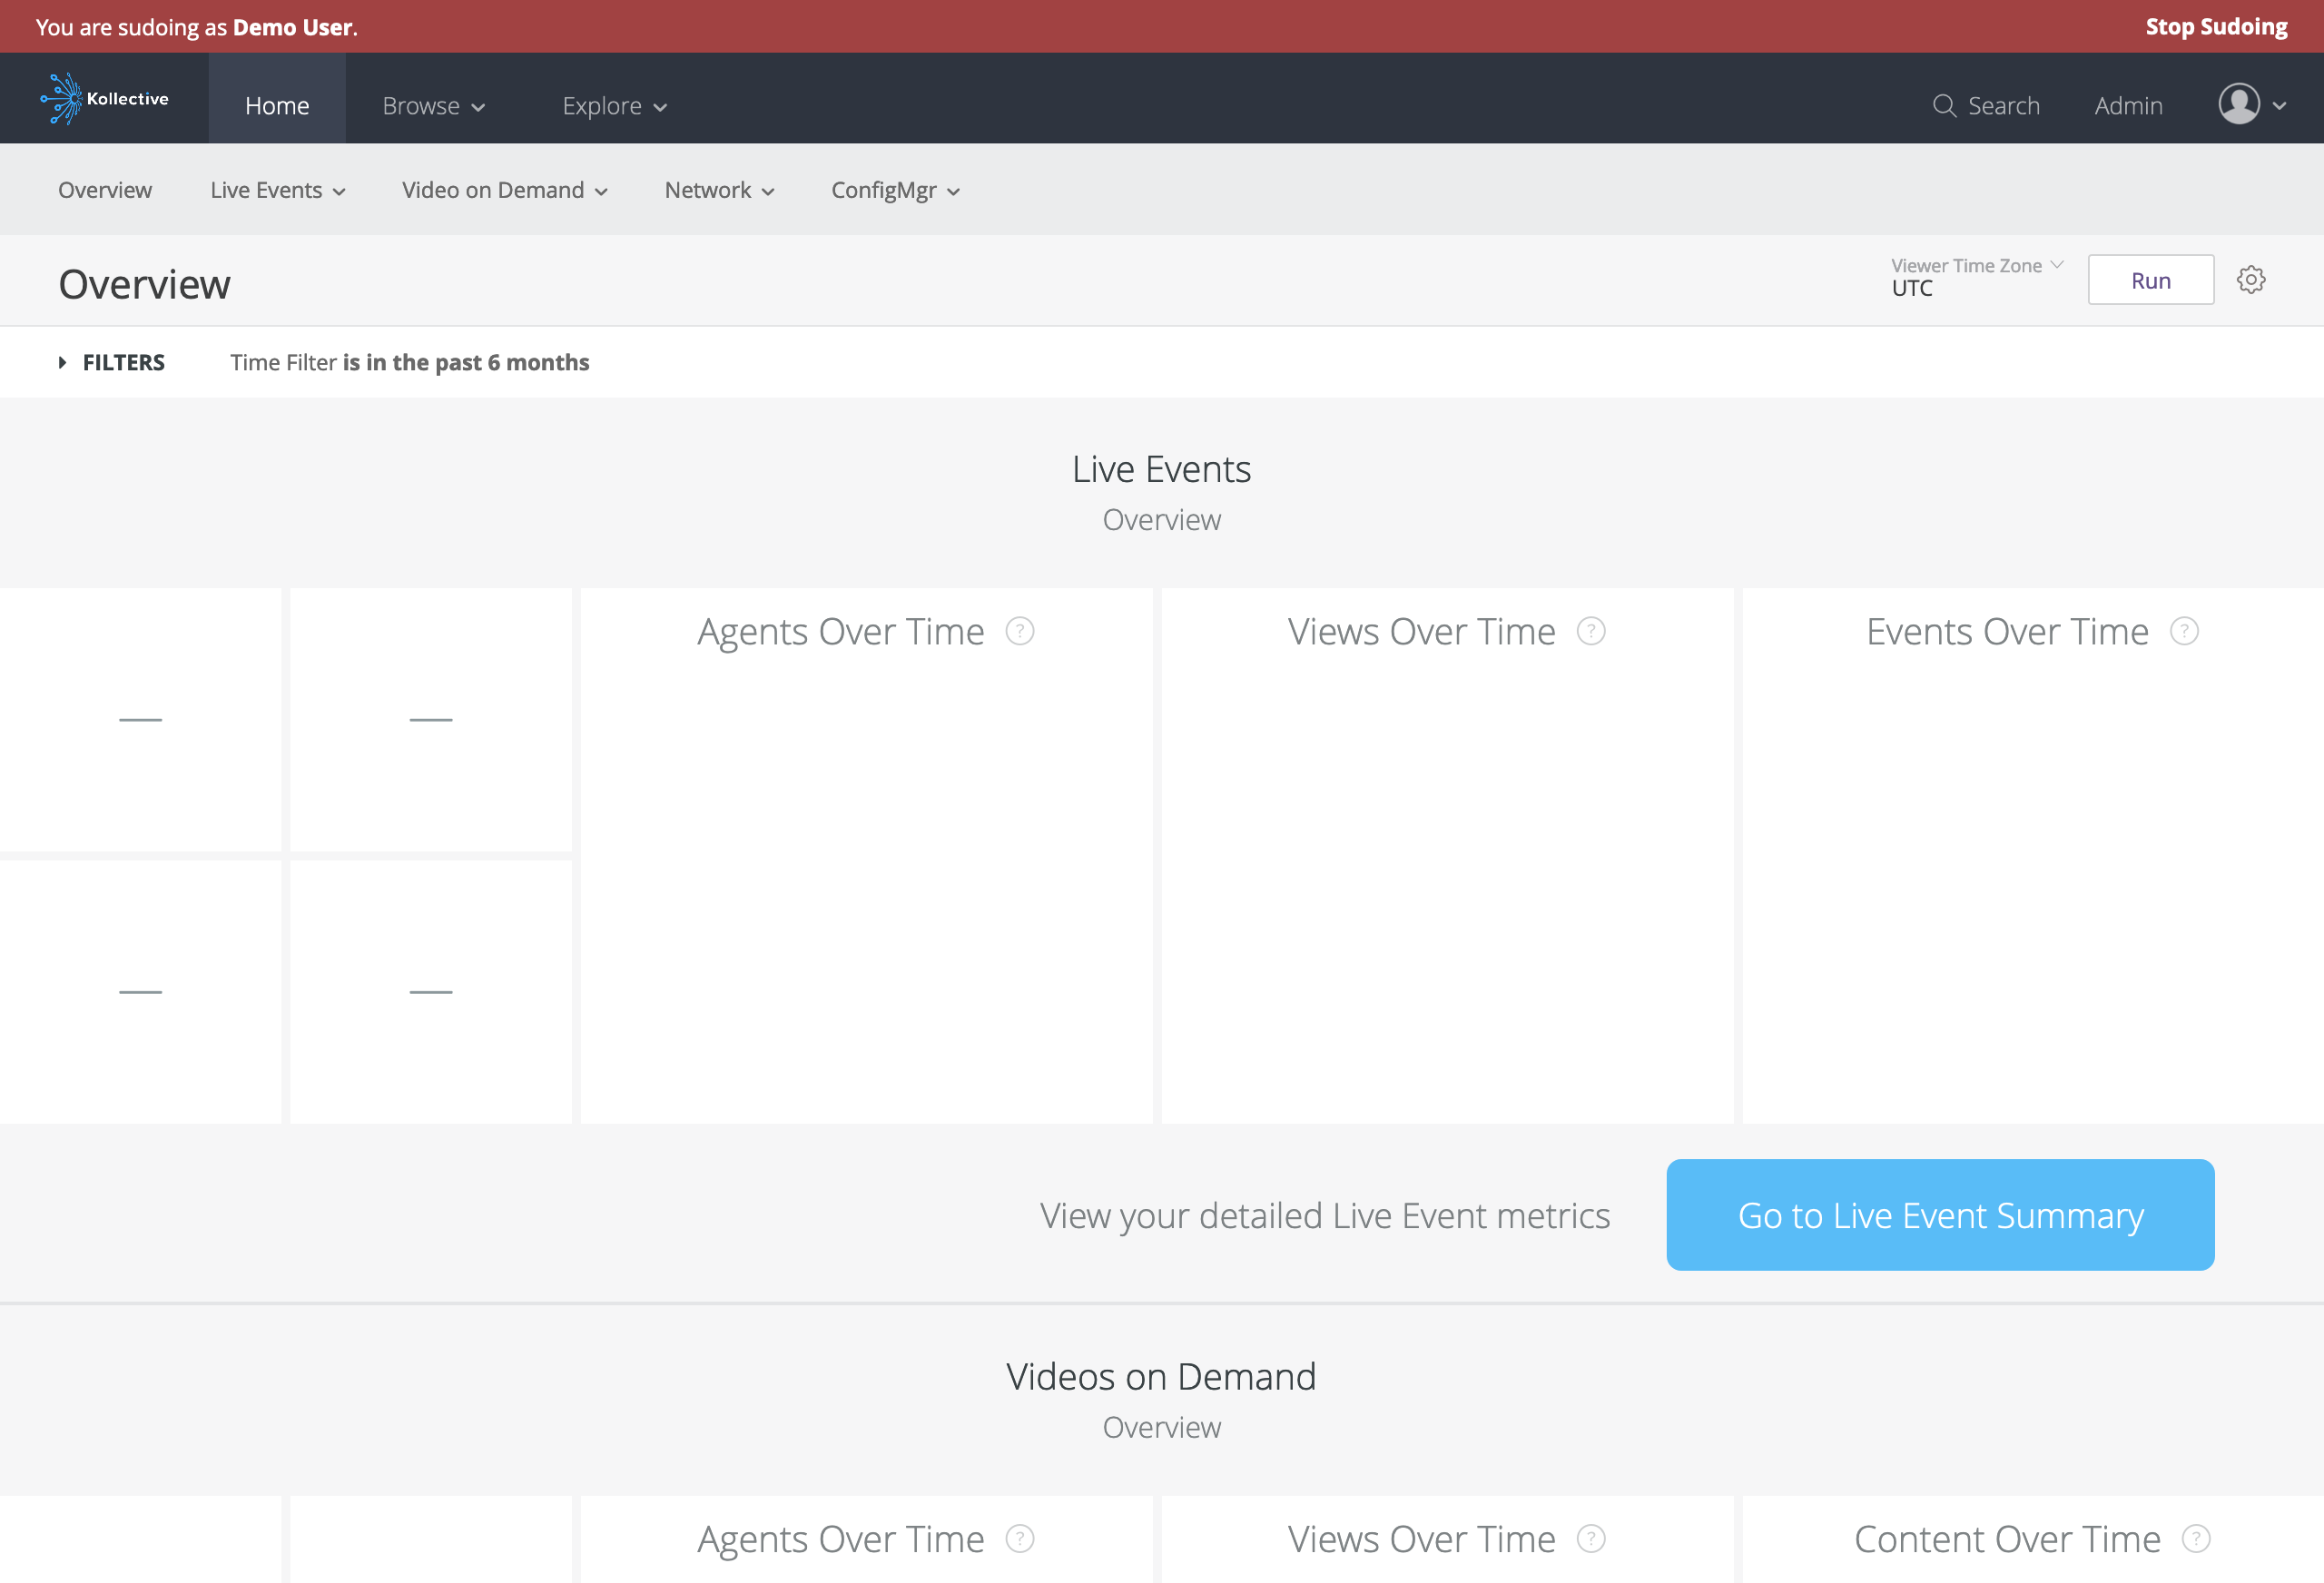 You are sudoing as Demo User.
Stop Sudoing
Kollective
Home
Browse
Explore
Search
Admin
Overview
Live Events
Video on Demand
Network
ConfigMgr
Overview
Viewer Time Zone
UTC
Run
FILTERS
Time Filter is in the past 6 months
Live Events
Overview
—
—
Agents Over Time ?
Views Over Time ?
Events Over Time ?
—
—
View your detailed Live Event metrics
Go to Live Event Summary
Videos on Demand
Overview
Agents Over Time ?
Views Over Time ?
Content Over Time ?